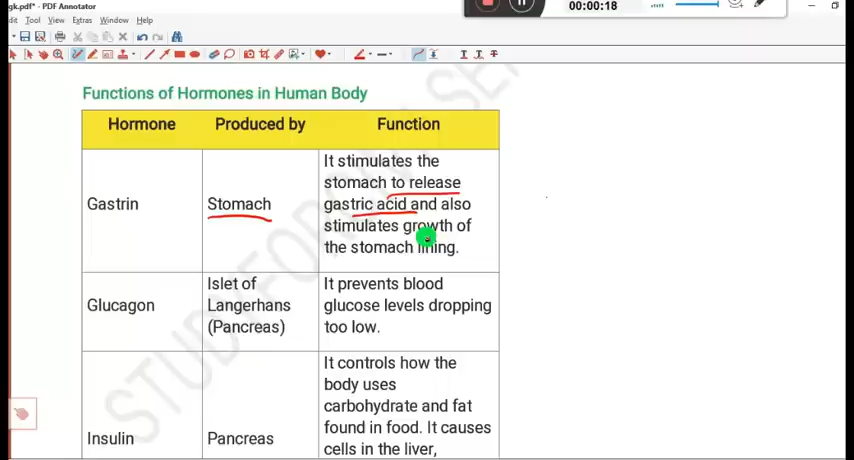 gk.pdf* - PDF Annotator
dit Tool View Extras Window Help
00:00:18
Functions of Hormones in Human Body
Hormone Produced by Function
Gastrin
Stomach
It stimulates the
stomach to release
gastric acid and also
stimulates growth of
the stomach lining.
Glucagon
Islet of
Langerhans
(Pancreas)
It prevents blood
glucose levels dropping
too low.
Insulin
Pancreas
It controls how the
body uses
carbohydrate and fat
found in food. It causes
cells in the liver,